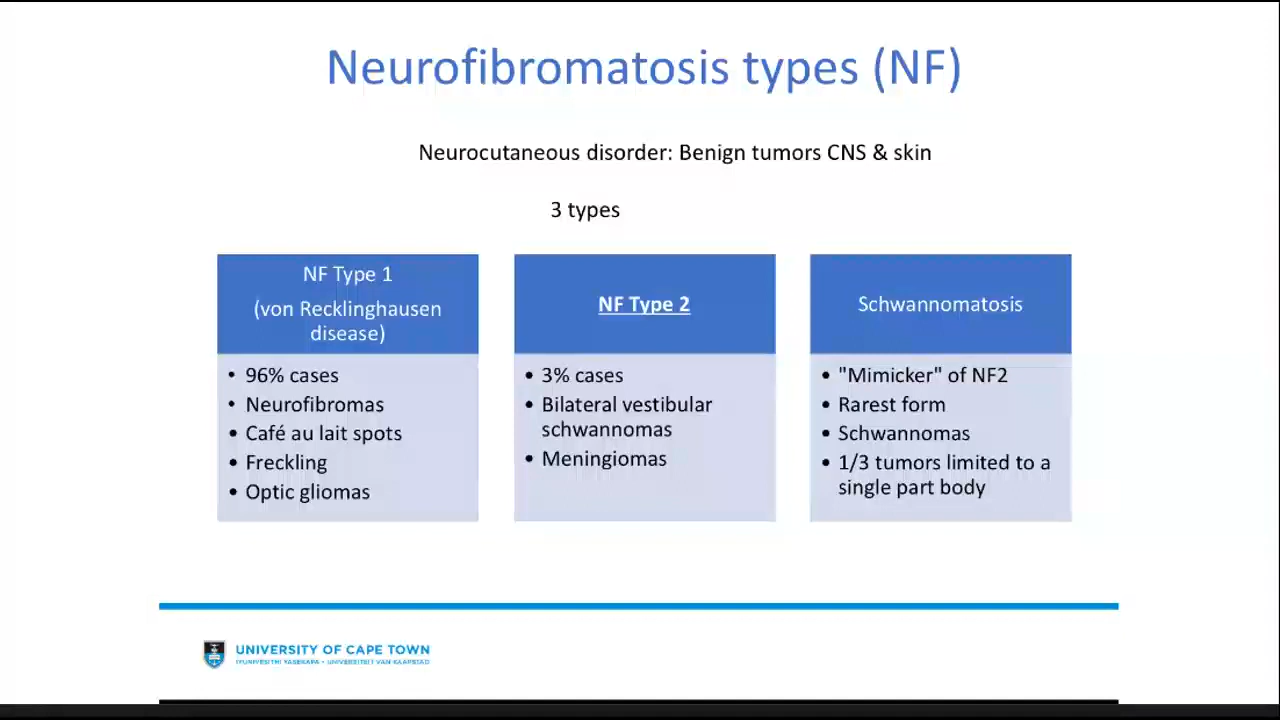 Neurofibromatosis types (NF)
Neurocutaneous disorder: Benign tumors CNS & skin
3 types
NF Type 1
(von Recklinghausen
disease)
• 96% cases
• Neurofibromas
• Café au lait spots
• Freckling
• Optic gliomas
NF Type 2
• 3% cases
• Bilateral vestibular
schwannomas
• Meningiomas
Schwannomatosis
• "Mimicker" of NF2
• Rarest form
• Schwannomas
• 1/3 tumors limited to a
single part body
UNIVERSITY OF CAPE TOWN
IYUNIVESITHI YASEKAPA • UNIVERSITEIT VAN KAAPSTAD